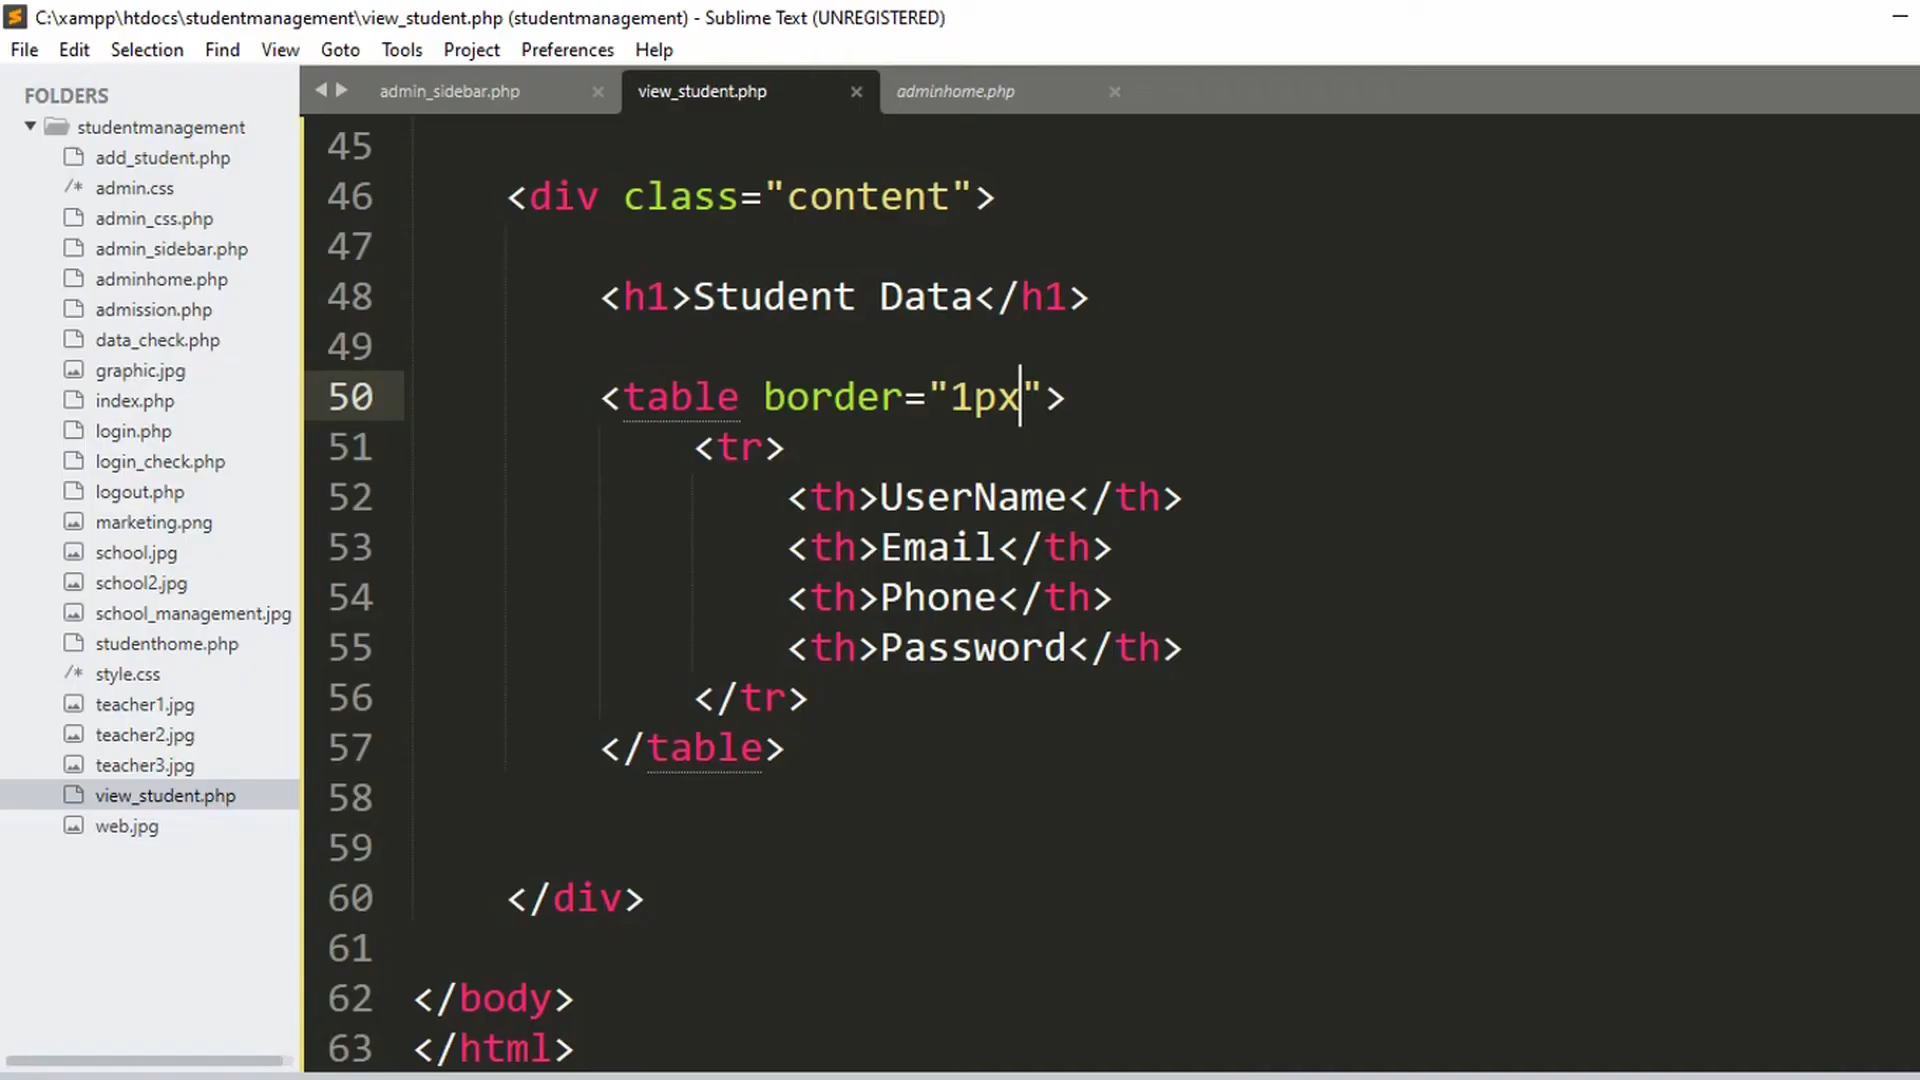 C:\xampp\htdocs\studentmanagement\view_student.php (studentmanagement) - Sublime Text (UNREGISTERED)
File Edit Selection Find View Goto Tools Project Preferences Help
FOLDERS
studentmanagement
add_student.php
/* admin.css
admin_css.php
admin_sidebar.php
adminhome.php
admission.php
data_check.php
graphic.jpg
index.php
login.php
login_check.php
logout.php
marketing.png
school.jpg
school2.jpg
school_management.jpg
studenthome.php
/* style.css
teacher1.jpg
teacher2.jpg
teacher3.jpg
view_student.php
web.jpg
admin_sidebar.php view_student.php adminhome.php
45
46 <div class="content">
47
48 <h1>Student Data</h1>
49
50 <table border="1px">
51 <tr>
52 <th>UserName</th>
53 <th>Email</th>
54 <th>Phone</th>
55 <th>Password</th>
56 </tr>
57 </table>
58
59
60 </div>
61
62 </body>
63 </html>